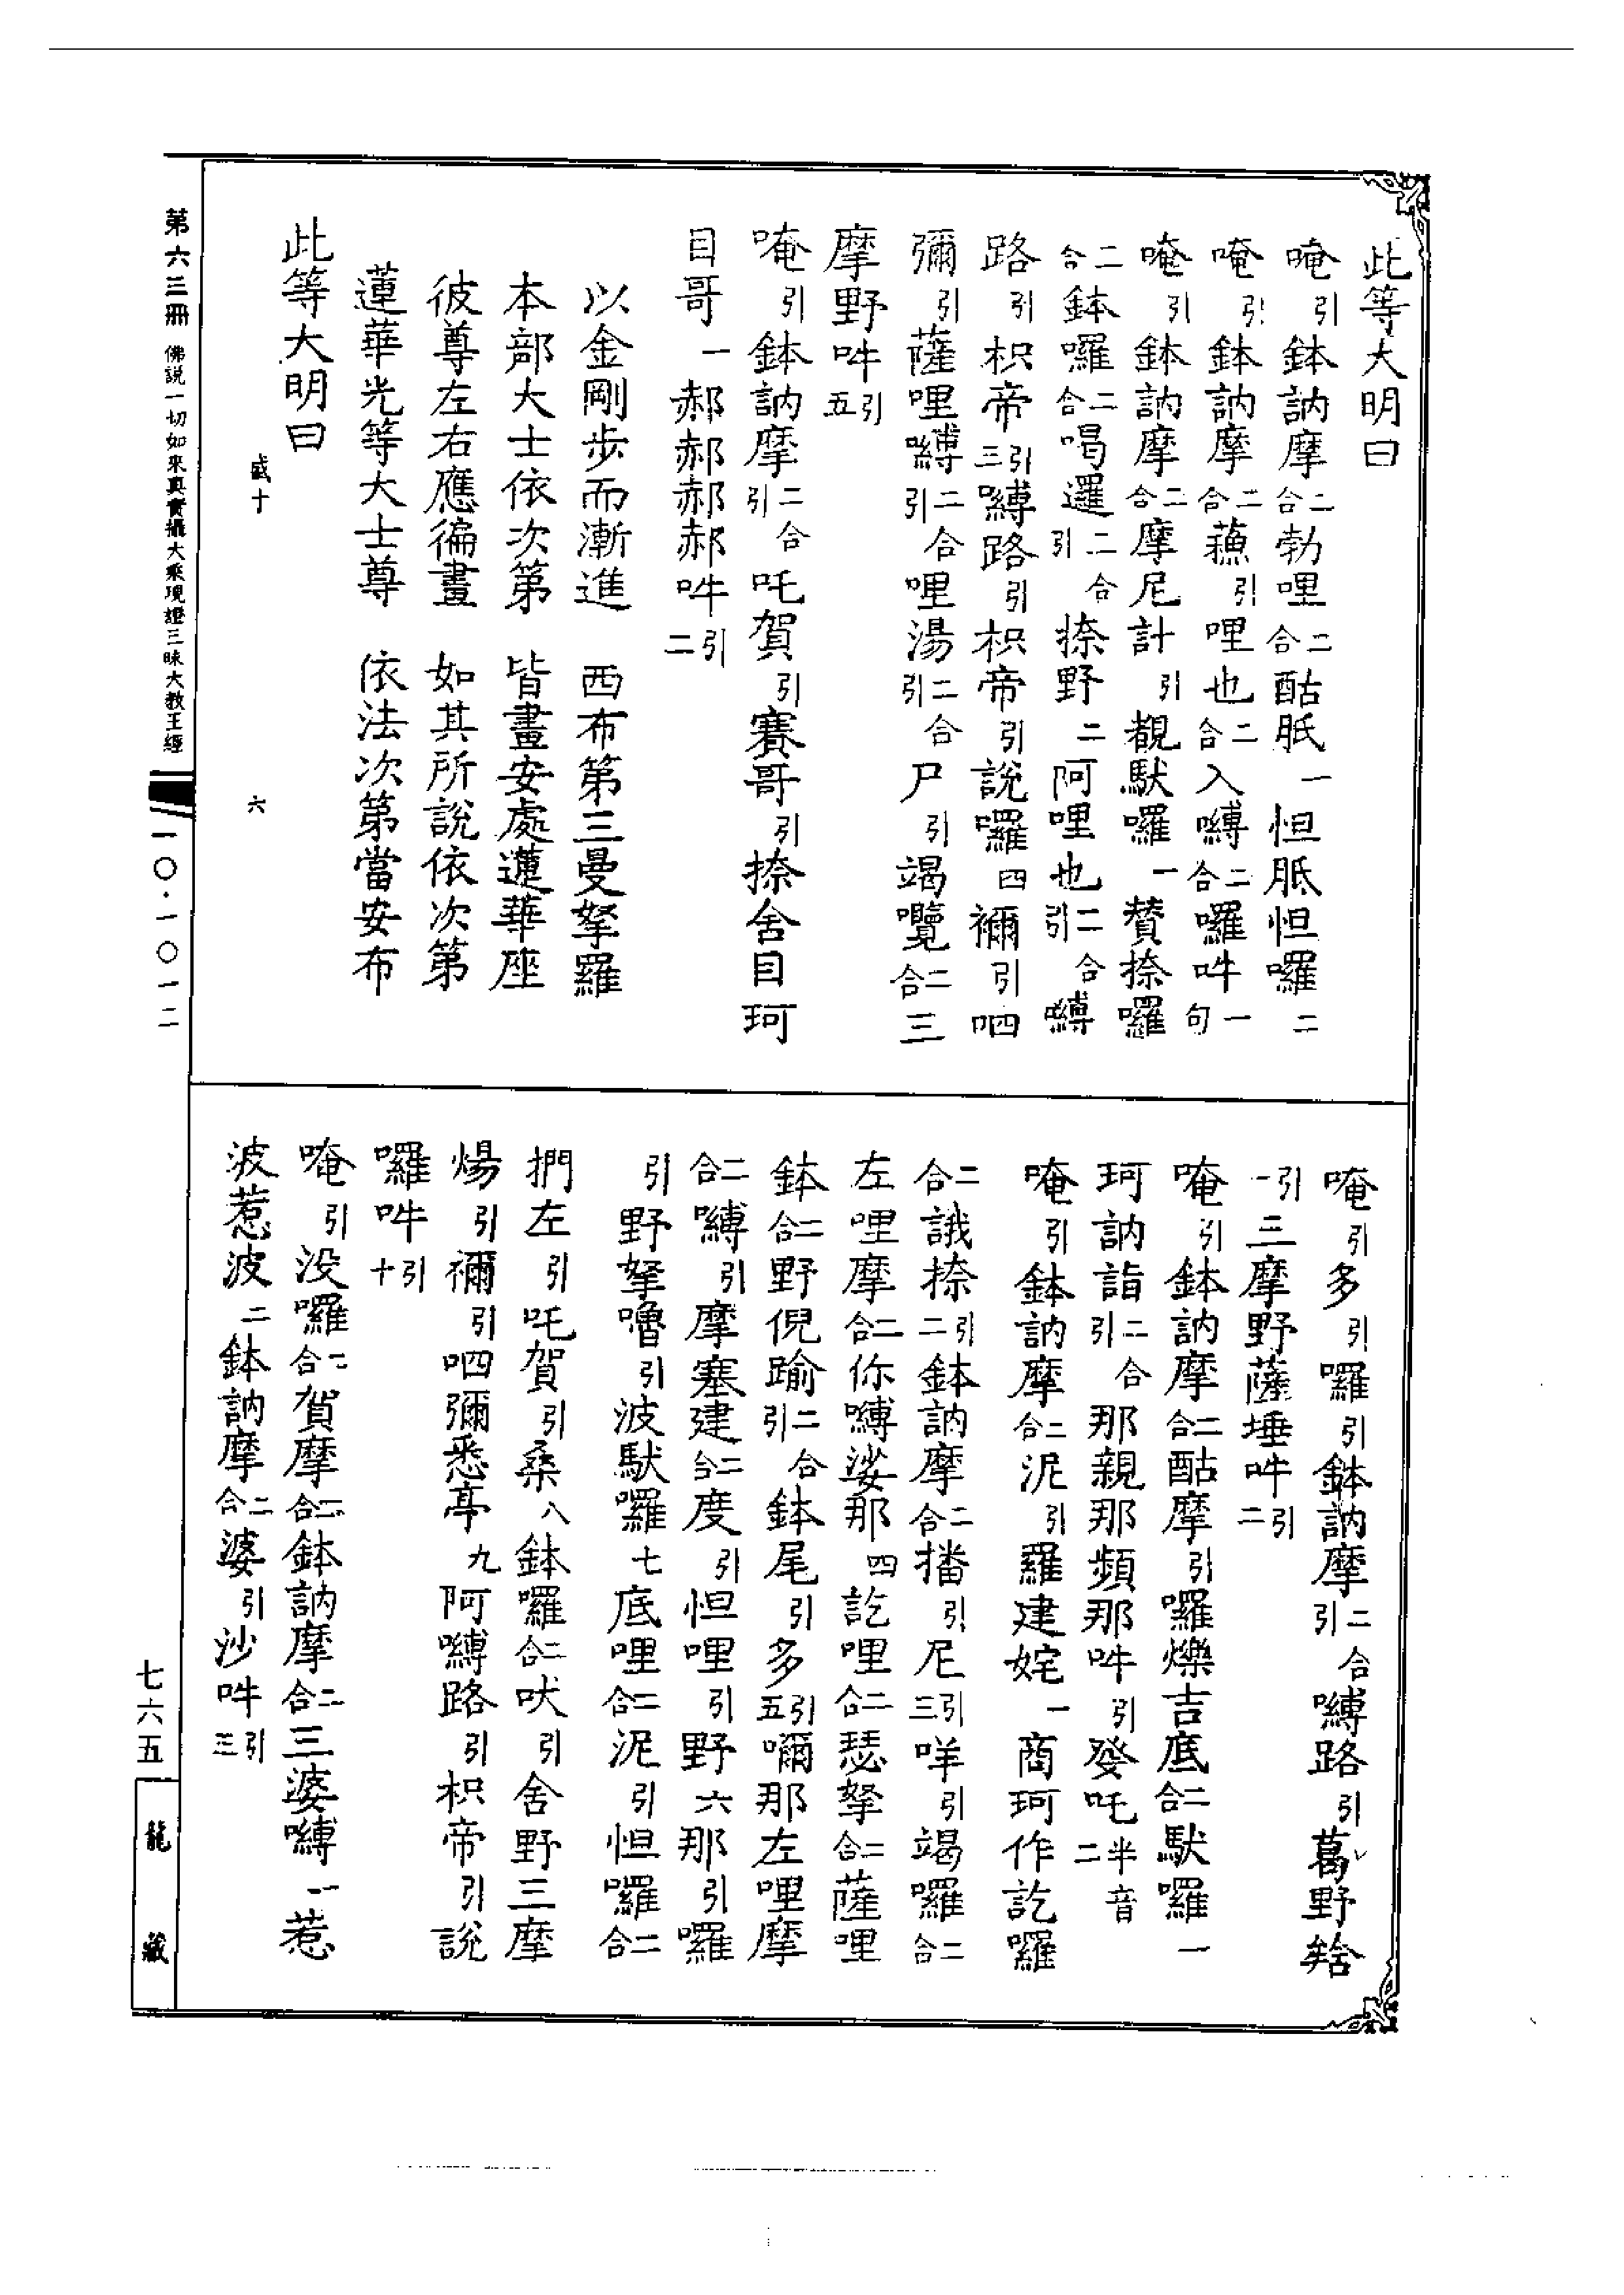 此等大明曰
唵引鉢訥摩二合勃哩二合酤胝一怛胝怛囉二
唵引鉢訥摩二合蘓引哩也二合入嚩二合囉吽一句
唵引鉢訥摩二合摩尼計引覩馱囉一贊捺囉
二合鉢囉二合喝邏二合引捺野二阿哩也二合引嚩
路引枳帝引三嚩路引枳帝引說囉四禰引呬
彌引薩哩嚩二合引哩湯二合引尸引竭囕二合三
摩野吽引五
唵引鉢訥摩二合引吒賀引賽哥引捺舍目珂
目哥一郝郝郝郝吽引二
以金剛步而漸進　西布第三曼拏羅
本部大士依次第　皆畫安處蓮華座
彼尊左右應徧畫　如其所說依次第
蓮華光等大士尊　依法次第當安布
此等大明曰
盛十　六
唵引多引囉引鉢訥摩二合引嚩路引葛野𤚥
引一三摩野薩埵吽引二
唵引鉢訥摩二合酤摩引囉爍吉底二合馱囉一
珂訥詣二合引那親那頻那吽引癹吒半音二
唵引鉢訥摩二合泥引羅建姹一商珂作訖囉
二合誐捺引二鉢訥摩二合播引尼引三咩引竭囉二合
左哩摩二合你嚩娑那四訖哩二合瑟拏二合薩哩
鉢二合野倪踰二合引鉢尾引多引五㘈那左哩摩
二合嚩引摩塞建二合度引怛哩引野六那引囉
引野拏嚕引波馱囉七底哩二合泥引怛囉二合
捫左引吒賀引桑八鉢囉二合吠引舍野三摩
煬引禰引呬彌悉亭九阿嚩路引枳帝引說
囉吽引十
唵引没囉二合賀摩二合鉢訥摩二合三婆嚩一惹
波惹波二鉢訥摩二合婆引沙吽引三
第六三冊　佛說一切如來真實攝大乘現證三昧大教王經
一〇·一〇一二
七六五
龍藏